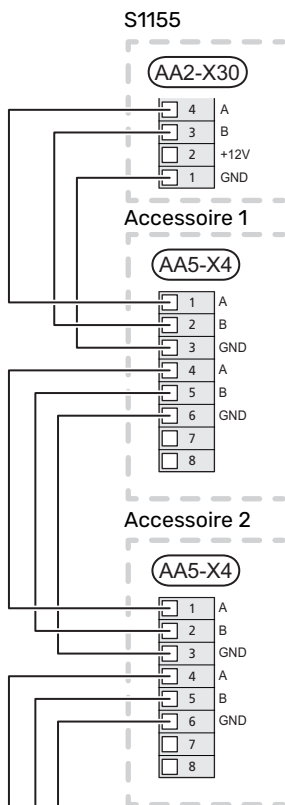 S1155
AA2-X30
4 A
3 B
2 +12V
1 GND
Accessoire 1
AA5-X4
1 A
2 B
3 GND
4 A
5 B
6 GND
7
8
Accessoire 2
AA5-X4
1 A
2 B
3 GND
4 A
5 B
6 GND
7
8